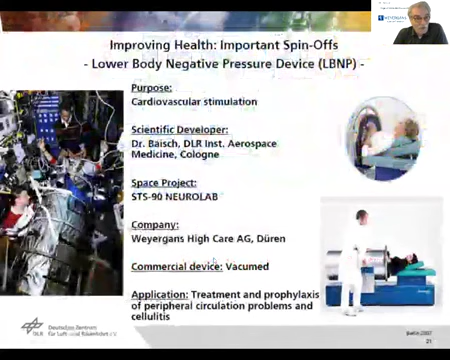 WEYERGANS
Improving Health: Important Spin-Offs
- Lower Body Negative Pressure Device (LBNP) -
Purpose:
Cardiovascular stimulation
Scientific Developer:
Dr. Baisch, DLR Inst. Aerospace
Medicine, Cologne
Space Project:
STS-90 NEUROLAB
Company:
Weyergans High Care AG, Düren
Commercial device: Vacumed
Application: Treatment and prophylaxis
of peripheral circulation problems and
cellulitis
DLR
Deutsches Zentrum
für Luft- und Raumfahrt e.V.
Berlin 2007
21